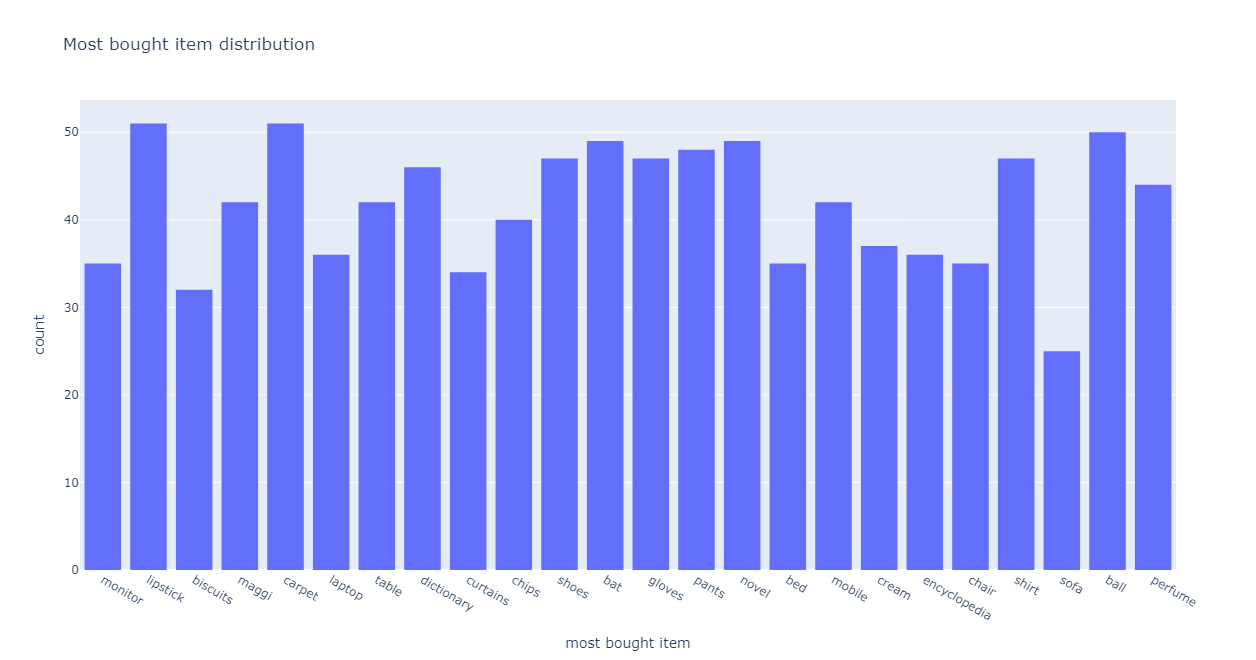 Most bought item distribution
50
40
30
20
10
0
count
monitor
lipstick
biscuits
maggi
carpet
laptop
table
dictionary
curtains
chips
shoes
bat
gloves
pants
novel
bed
mobile
cream
encyclopedia
chair
shirt
sofa
ball
perfume
most bought item